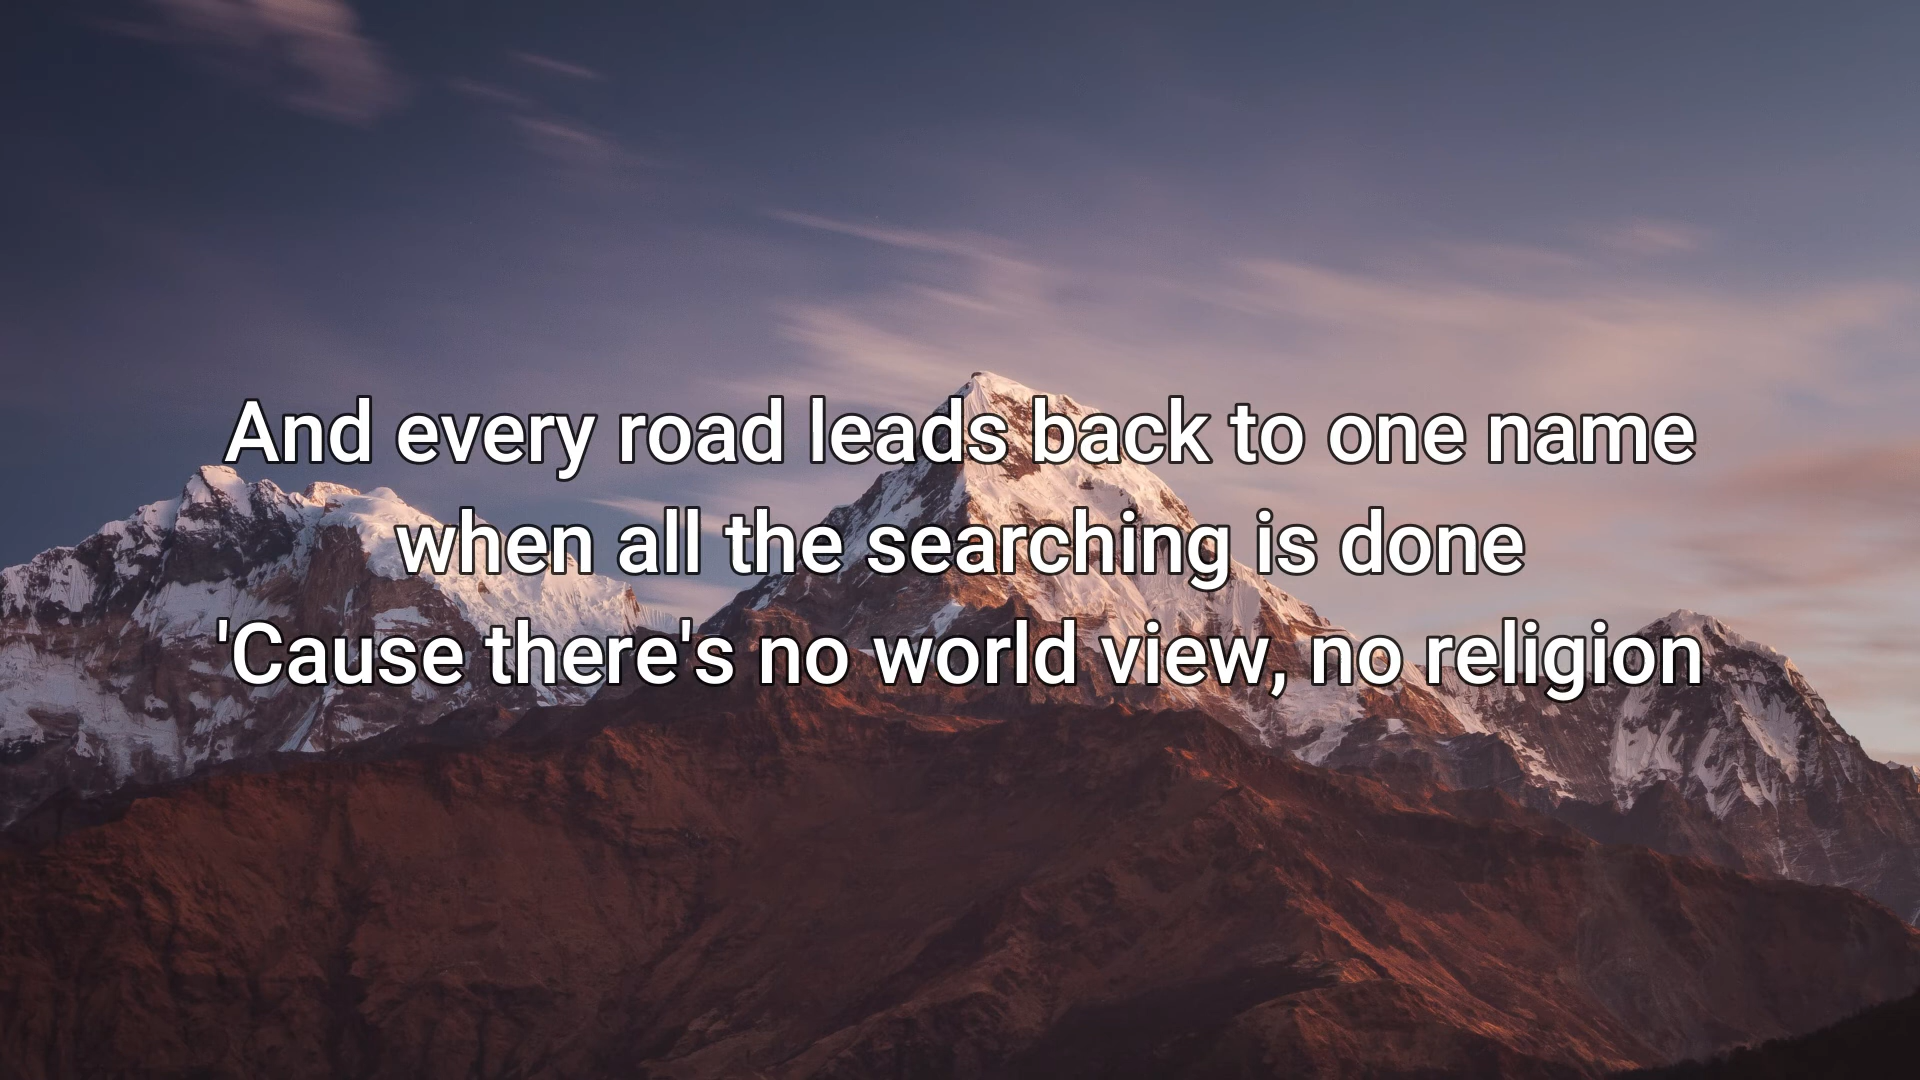 And every road leads back to one name
when all the searching is done
'Cause there's no world view, no religion